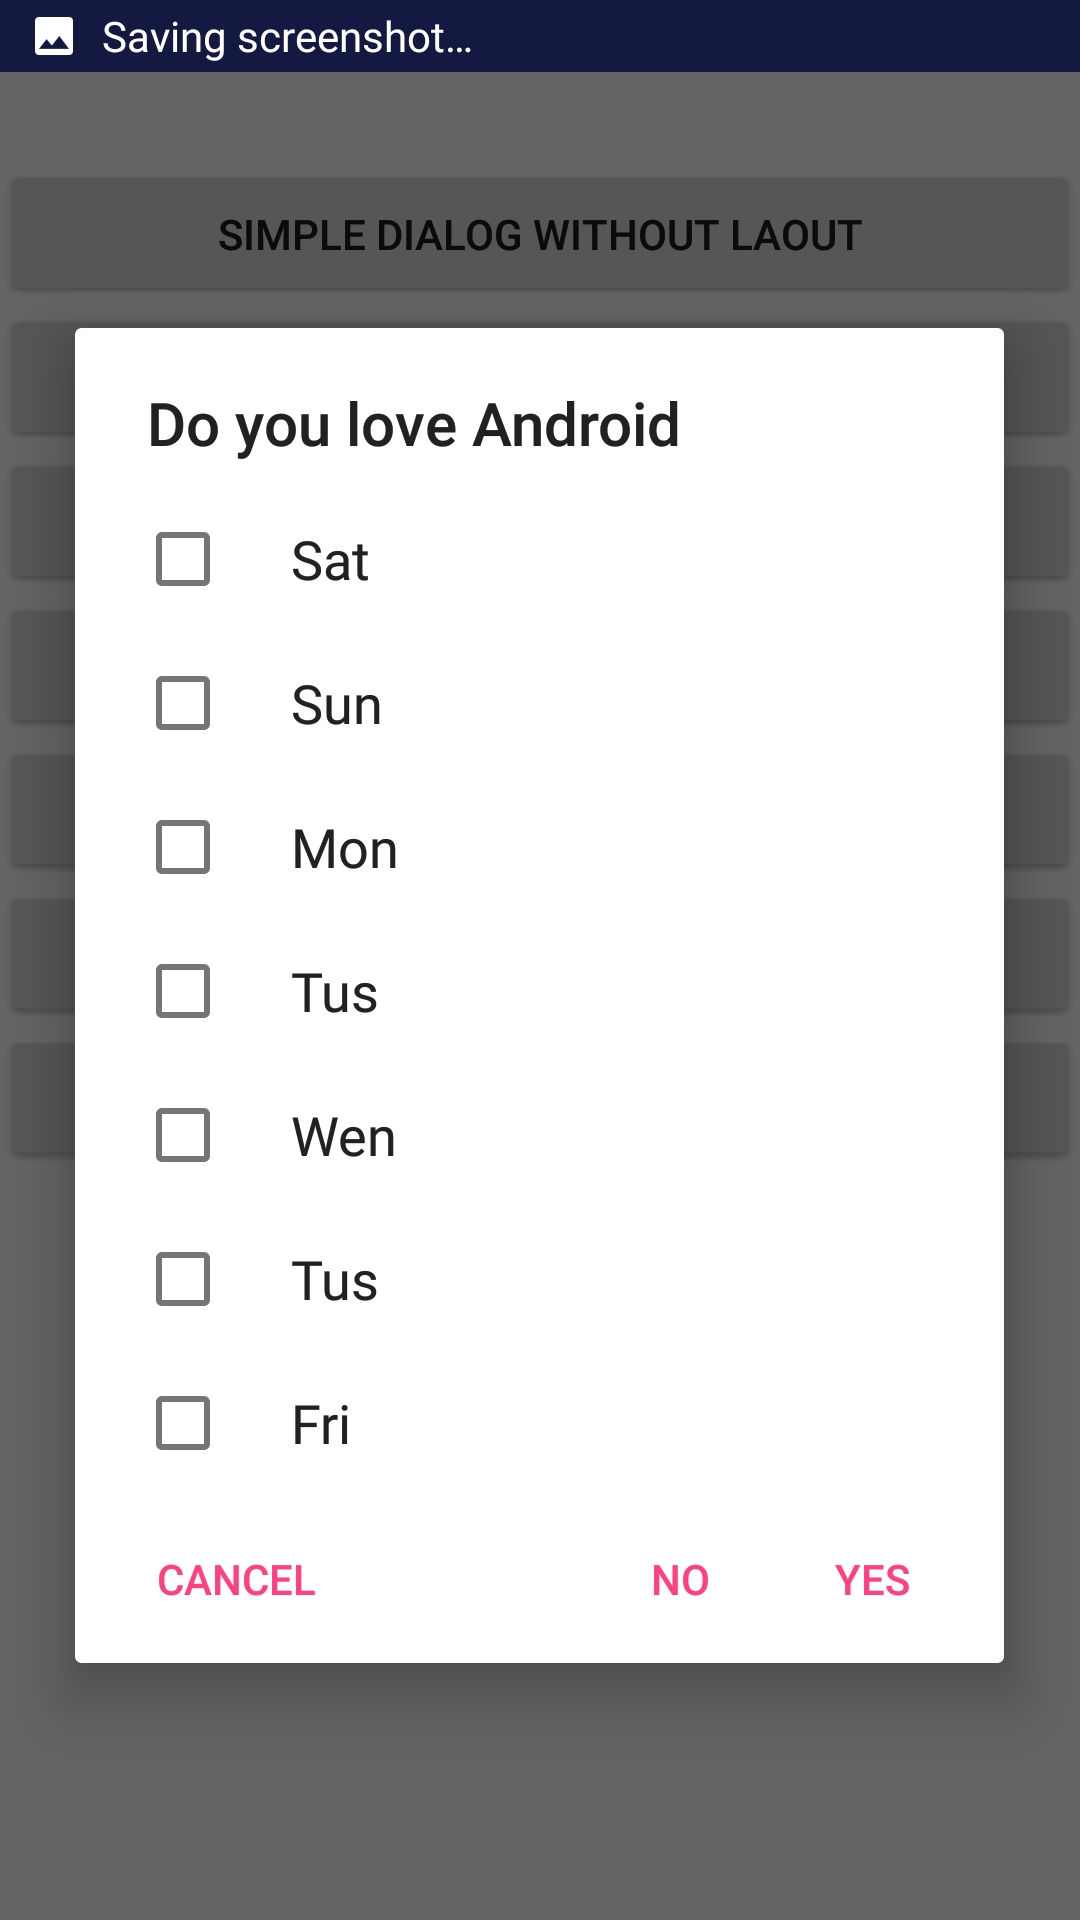 Saving screenshot...
SIMPLE DIALOG WITHOUT LAOUT
Do you love Android
Sat
Sun
Mon
Tus
Wen
Tus
Fri
CANCEL NO YES